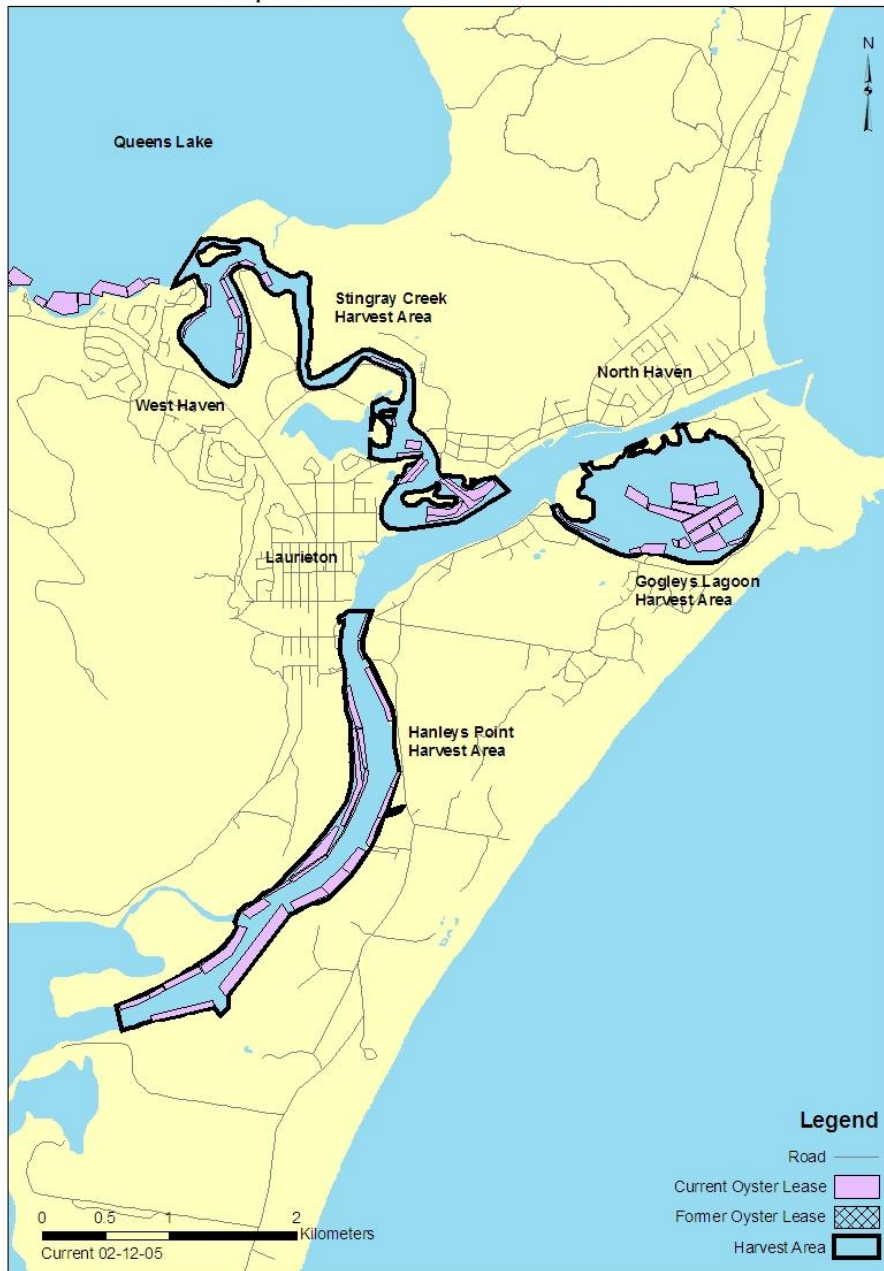 N
Queens Lake
Stingray Creek
Harvest Area
North Haven
West Haven
Laurieton
Gogleys Lagoon
Harvest Area
Hanleys Point
Harvest Area
Legend
Road
Current Oyster Lease
Former Oyster Lease
Harvest Area
0 0.5 1 2
Kilometers
Current 02-12-05